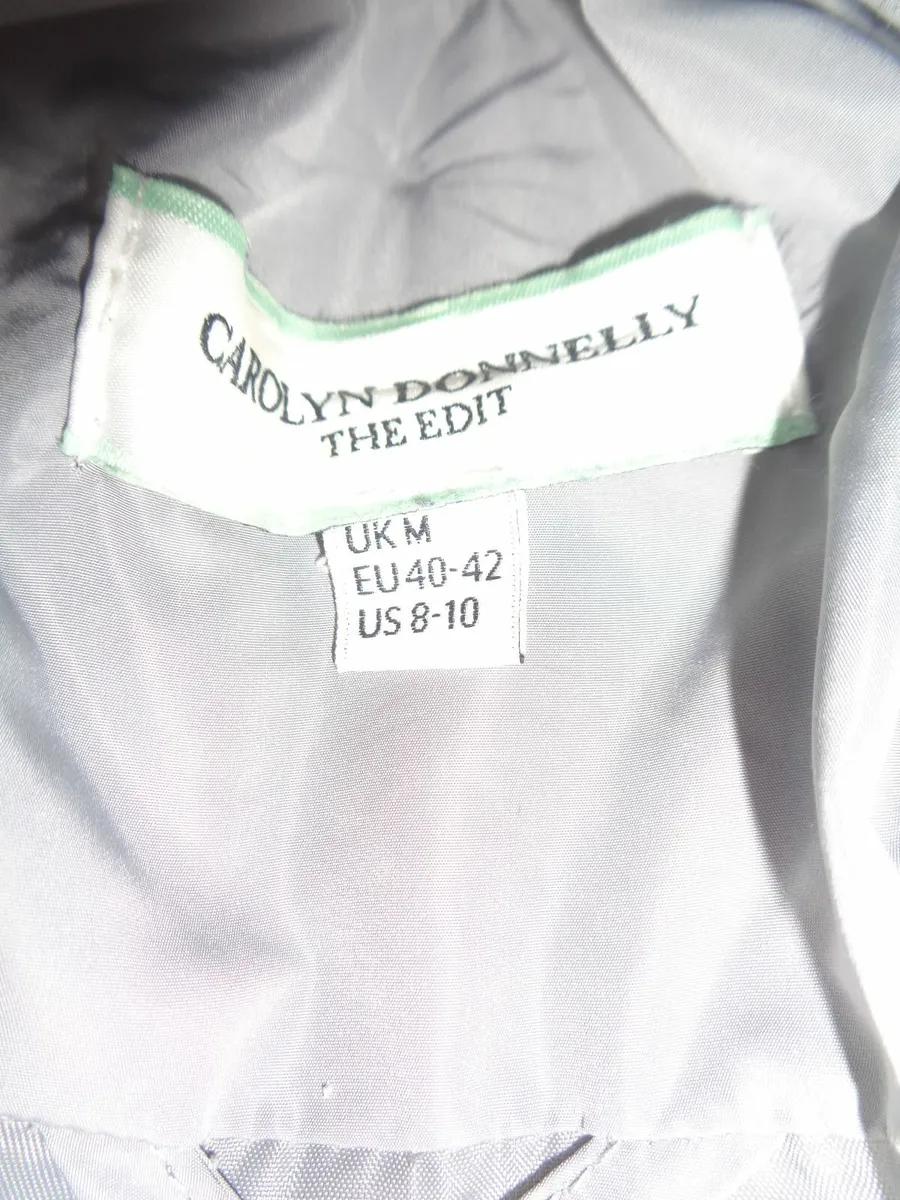 CAROLYN DONNELLY
THE EDIT
UK M
EU 40-42
US 8-10